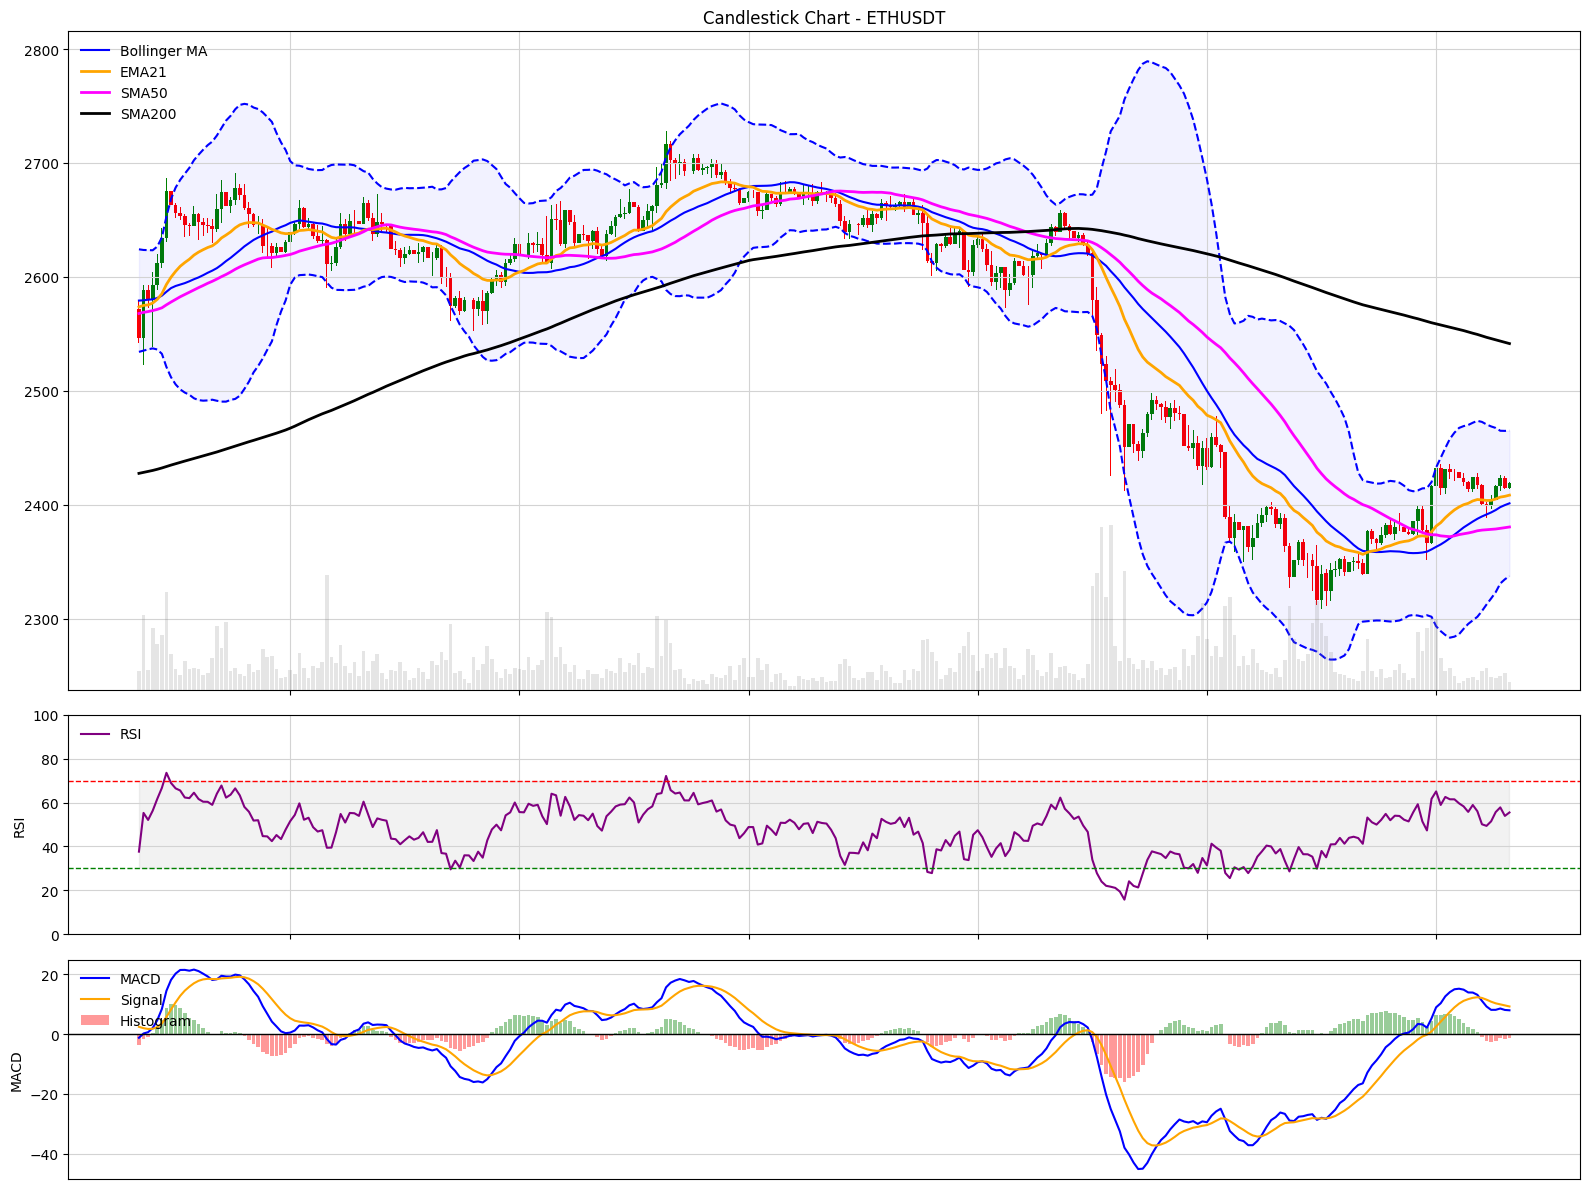 Candlestick Chart - ETHUSDT
2800
2700
2600
2500
2400
2300
Bollinger MA
EMA21
SMA50
SMA200
100
80
60
40
20
0
RSI
RSI
20
0
−20
−40
MACD
MACD
Signal
Histogram